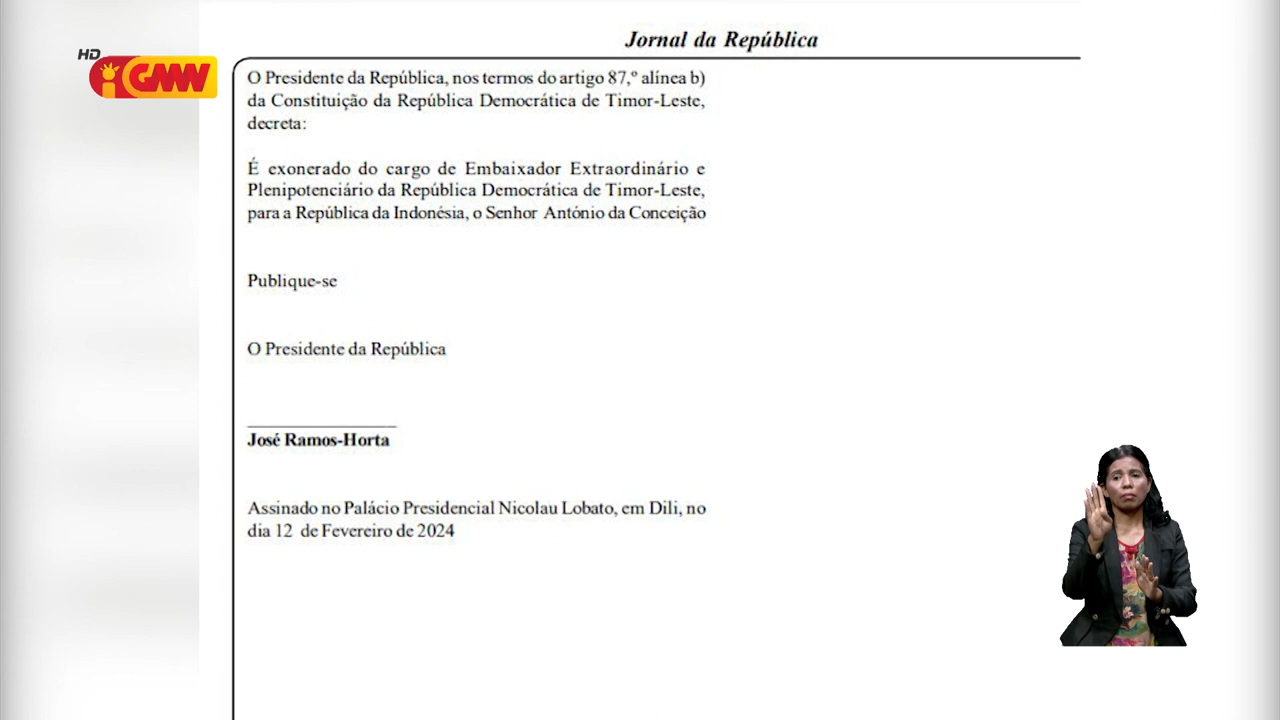 Jornal da República
HD
GMW
O Presidente da República, nos termos do artigo 87,º alínea b)
da Constituição da República Democrática de Timor-Leste,
decreta:
É exonerado do cargo de Embaixador Extraordinário e
Plenipotenciário da República Democrática de Timor-Leste,
para a República da Indonésia, o Senhor António da Conceição
Publique-se
O Presidente da República
José Ramos-Horta
Assinado no Palácio Presidencial Nicolau Lobato, em Dili, no
dia 12 de Fevereiro de 2024